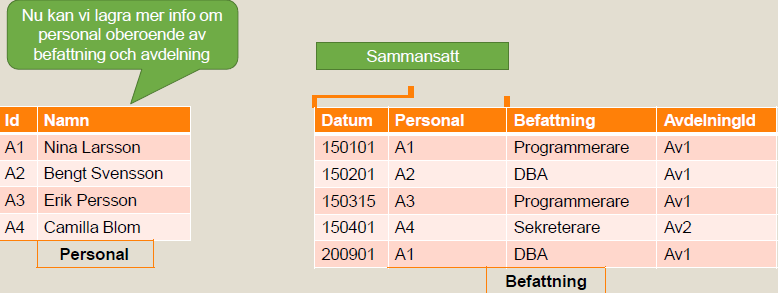 Nu kan vi lagra mer info om
personal oberoende av
befattning och avdelning
Sammansatt
Id Namn
A1 Nina Larsson
A2 Bengt Svensson
A3 Erik Persson
A4 Camilla Blom
Personal
Datum Personal Befattning AvdelningId
150101 A1 Programmerare Av1
150201 A2 DBA Av1
150315 A3 Programmerare Av1
150401 A4 Sekreterare Av2
200901 A1 DBA Av1
Befattning